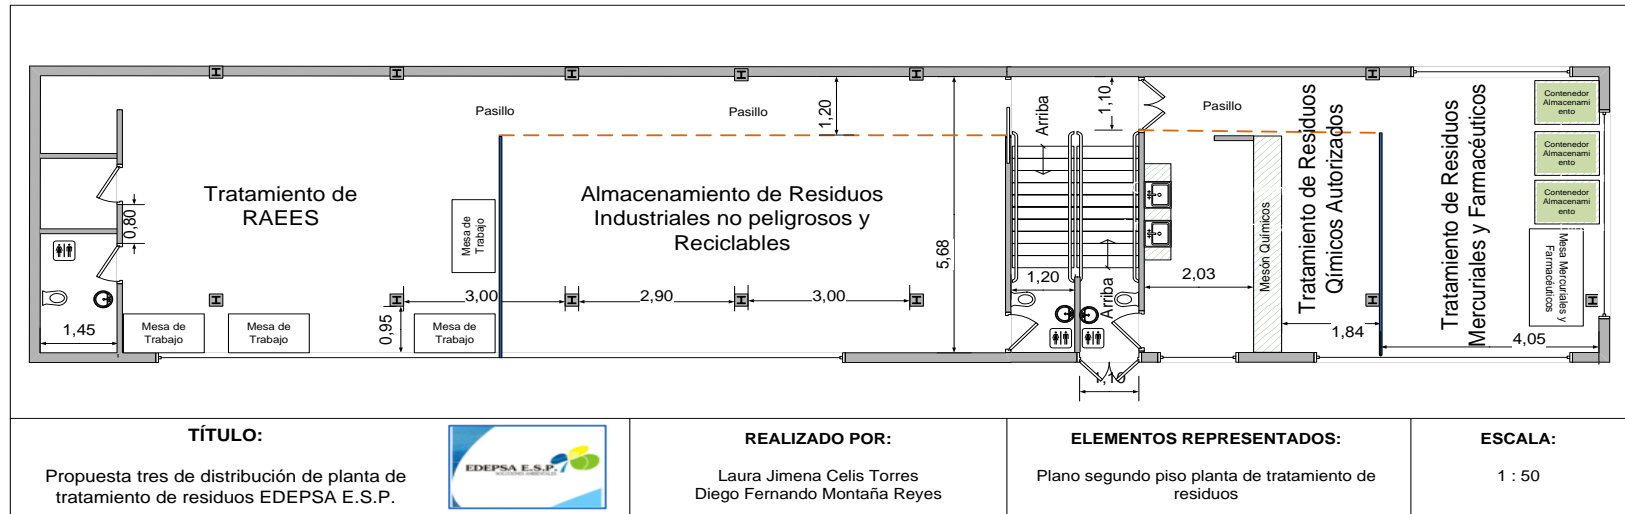 Pasillo
Pasillo
1,20
Arriba
1,10
Pasillo
Tratamiento de Residuos
Qímicos Autorizados
Tratamiento de Residuos
Mercuriales y Farmacéuticos
Contenedor
Almacenami
ento
Contenedor
Almacenami
ento
Contenedor
Almacenami
ento
Tratamiento de
RAEES
0,80
Mesa de
Trabajo
Almacenamiento de Residuos
Industriales no peligrosos y
Reciclables
5,68
1,20
Arriba
2,03
Mesón Químicos
Mesa Mercuriales y
Farmacéuticos
3,00
2,90
3,00
1,45
Mesa de
Trabajo
Mesa de
Trabajo
0,95
Mesa de
Trabajo
1,84
4,05
1,10
TÍTULO:
Propuesta tres de distribución de planta de
tratamiento de residuos EDEPSA E.S.P.
EDEPSA E.S.P.
REALIZADO POR:
Laura Jimena Celis Torres
Diego Fernando Montaña Reyes
ELEMENTOS REPRESENTADOS:
Plano segundo piso planta de tratamiento de
residuos
ESCALA:
1 : 50